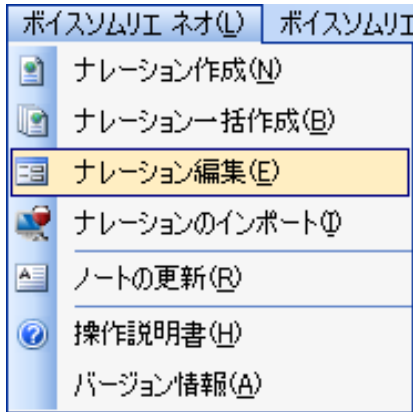 ボイスソムリエ ネオ(L) ボイスソムリエ
ナレーション作成(N)
ナレーション一括作成(B)
ナレーション編集(E)
ナレーションのインポート(I)
ノートの更新(R)
操作説明書(H)
バージョン情報(A)